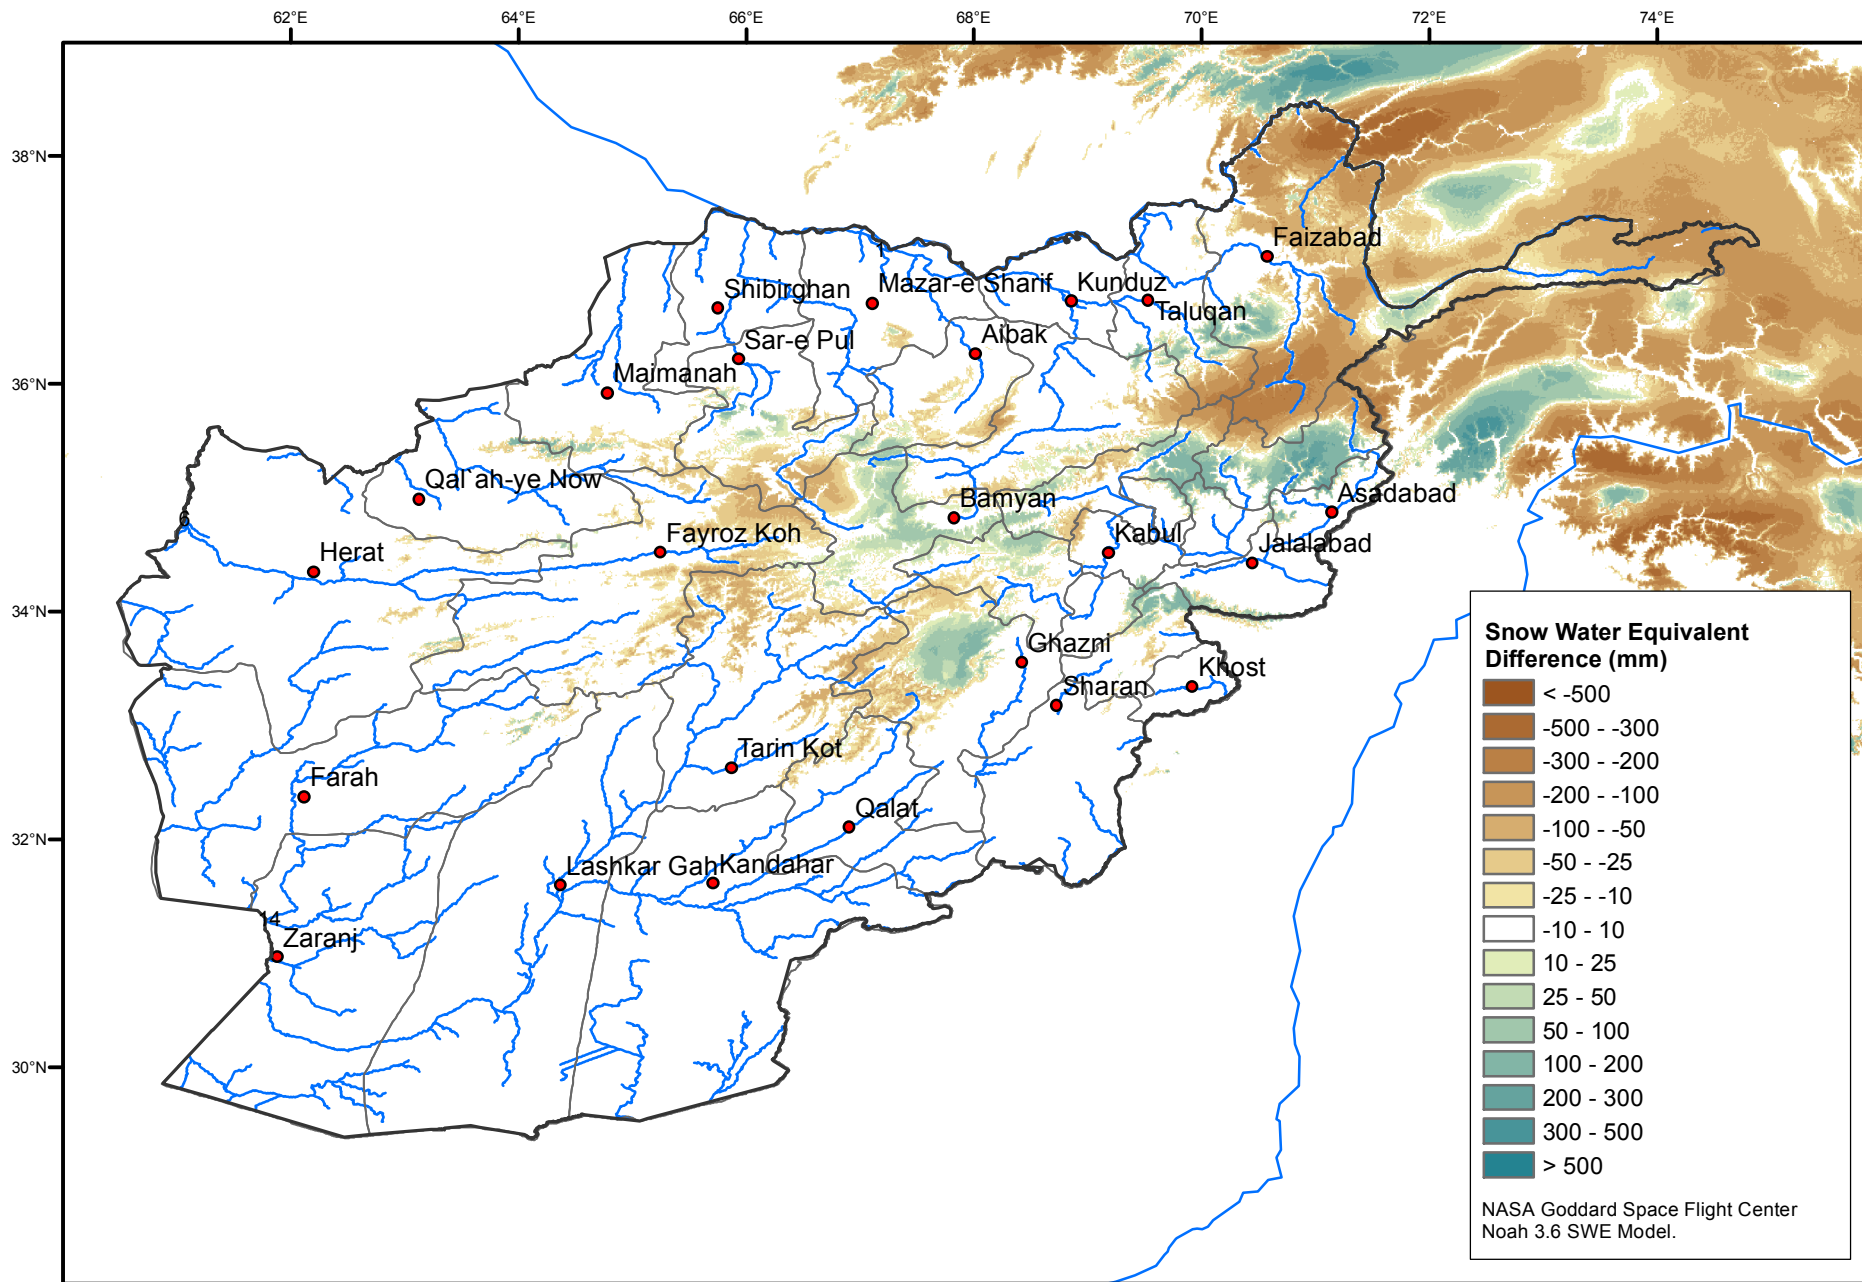 62°E
64°E
66°E
68°E
70°E
72°E
74°E
38°N
36°N
34°N
32°N
30°N
Faizabad
Shibirghan
Mazar-e Sharif
Kunduz
Taluqan
Sar-e Pul
Aibak
Maimanah
Qal`ah-ye Now
Bamyan
Asadabad
6
Herat
Fayroz Koh
Kabul
Jalalabad
Ghazni
Khost
Sharan
Tarin Kot
Farah
Qalat
Lashkar Gah
Kandahar
14
Zaranj
Snow Water Equivalent
Difference (mm)
< -500
-500 - -300
-300 - -200
-200 - -100
-100 - -50
-50 - -25
-25 - -10
-10 - 10
10 - 25
25 - 50
50 - 100
100 - 200
200 - 300
300 - 500
> 500
NASA Goddard Space Flight Center
Noah 3.6 SWE Model.